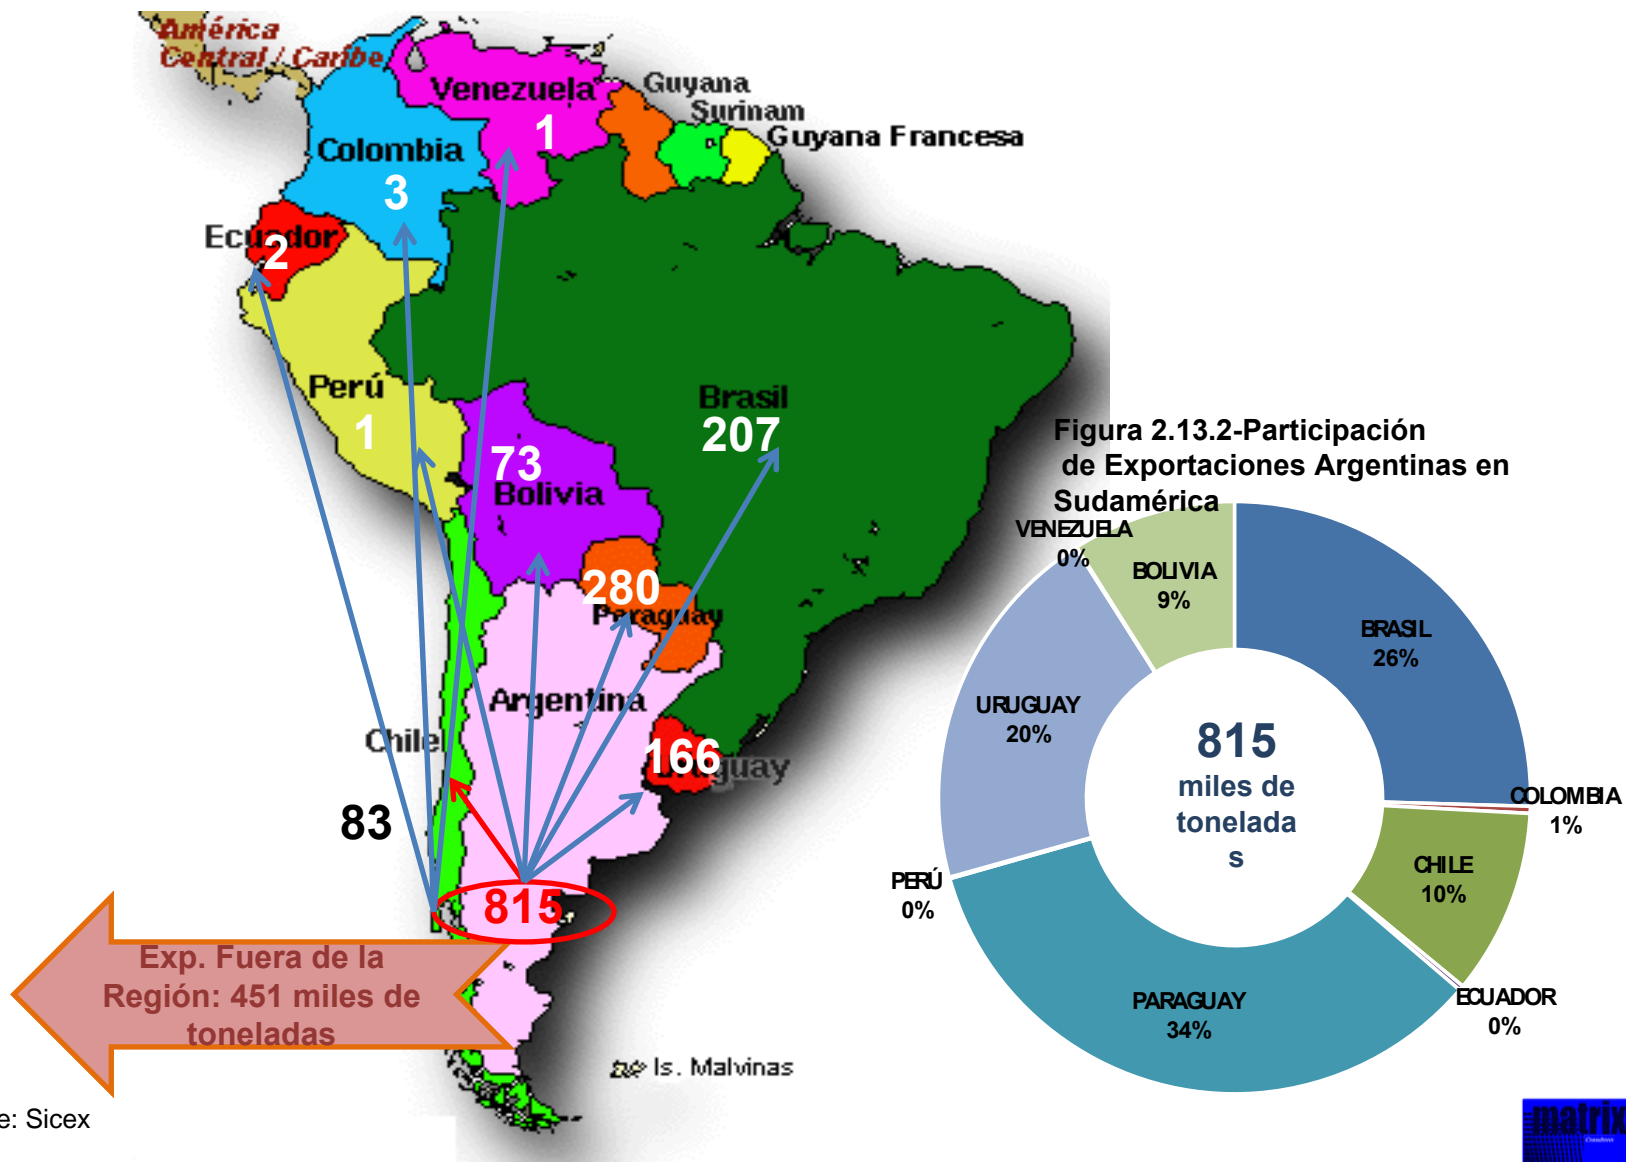 América
Central / Caribe
Venezuela
1
Guyana
Surinam
Guyana Francesa
Colombia
3
Ecuador
2
Perú
1
Brasil
207
73
Bolivia
280
Paraguay
Argentina
Chile
166
Uruguay
83
815
Exp. Fuera de la
Región: 451 miles de
toneladas
Is. Malvinas
e: Sicex
Figura 2.13.2-Participación
de Exportaciones Argentinas en
Sudamérica
VENEZUELA
0%
BOLIVIA
9%
BRASIL
26%
URUGUAY
20%
815
miles de
tonelada
s
COLOMBIA
1%
CHILE
10%
PERÚ
0%
PARAGUAY
34%
ECUADOR
0%
matrix